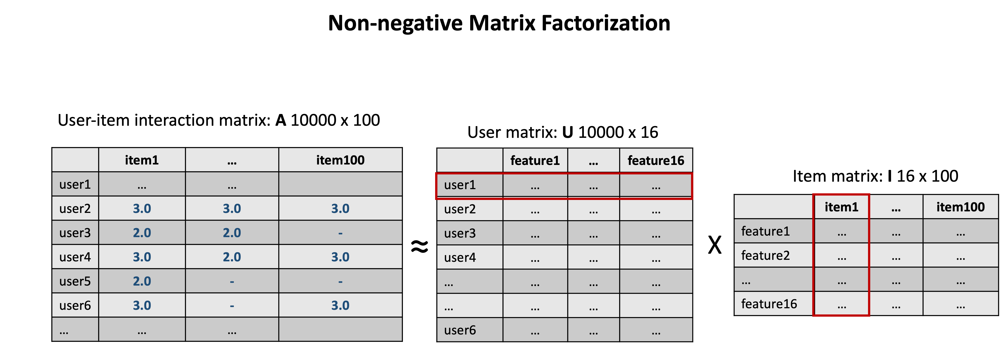 Non-negative Matrix Factorization
User-item interaction matrix: A 10000 x 100
item1 ... item100
user1 ... ...
user2 3.0 3.0 3.0
user3 2.0 2.0 -
user4 3.0 2.0 3.0
user5 2.0 - -
user6 3.0 - 3.0
... ... ...
≈
User matrix: U 10000 x 16
feature1 ... feature16
user1 ... ... ...
user2 ... ... ...
user3 ... ... ...
user4 ... ... ...
... ... ... ...
... ... ... ...
user6 ... ... ...
X
Item matrix: I 16 x 100
item1 ... item100
feature1 ... ... ...
feature2 ... ... ...
... ... ... ...
feature16 ... ... ...